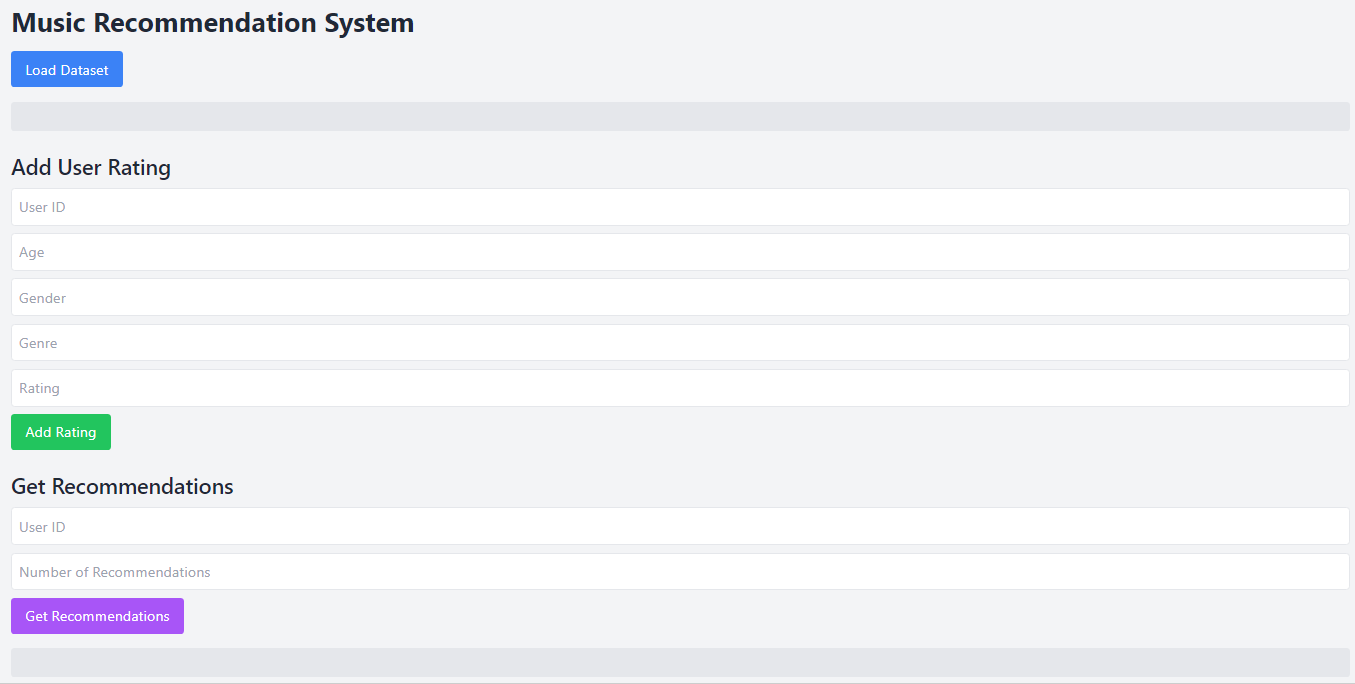 Music Recommendation System
Load Dataset
Add User Rating
User ID
Age
Gender
Genre
Rating
Add Rating
Get Recommendations
User ID
Number of Recommendations
Get Recommendations